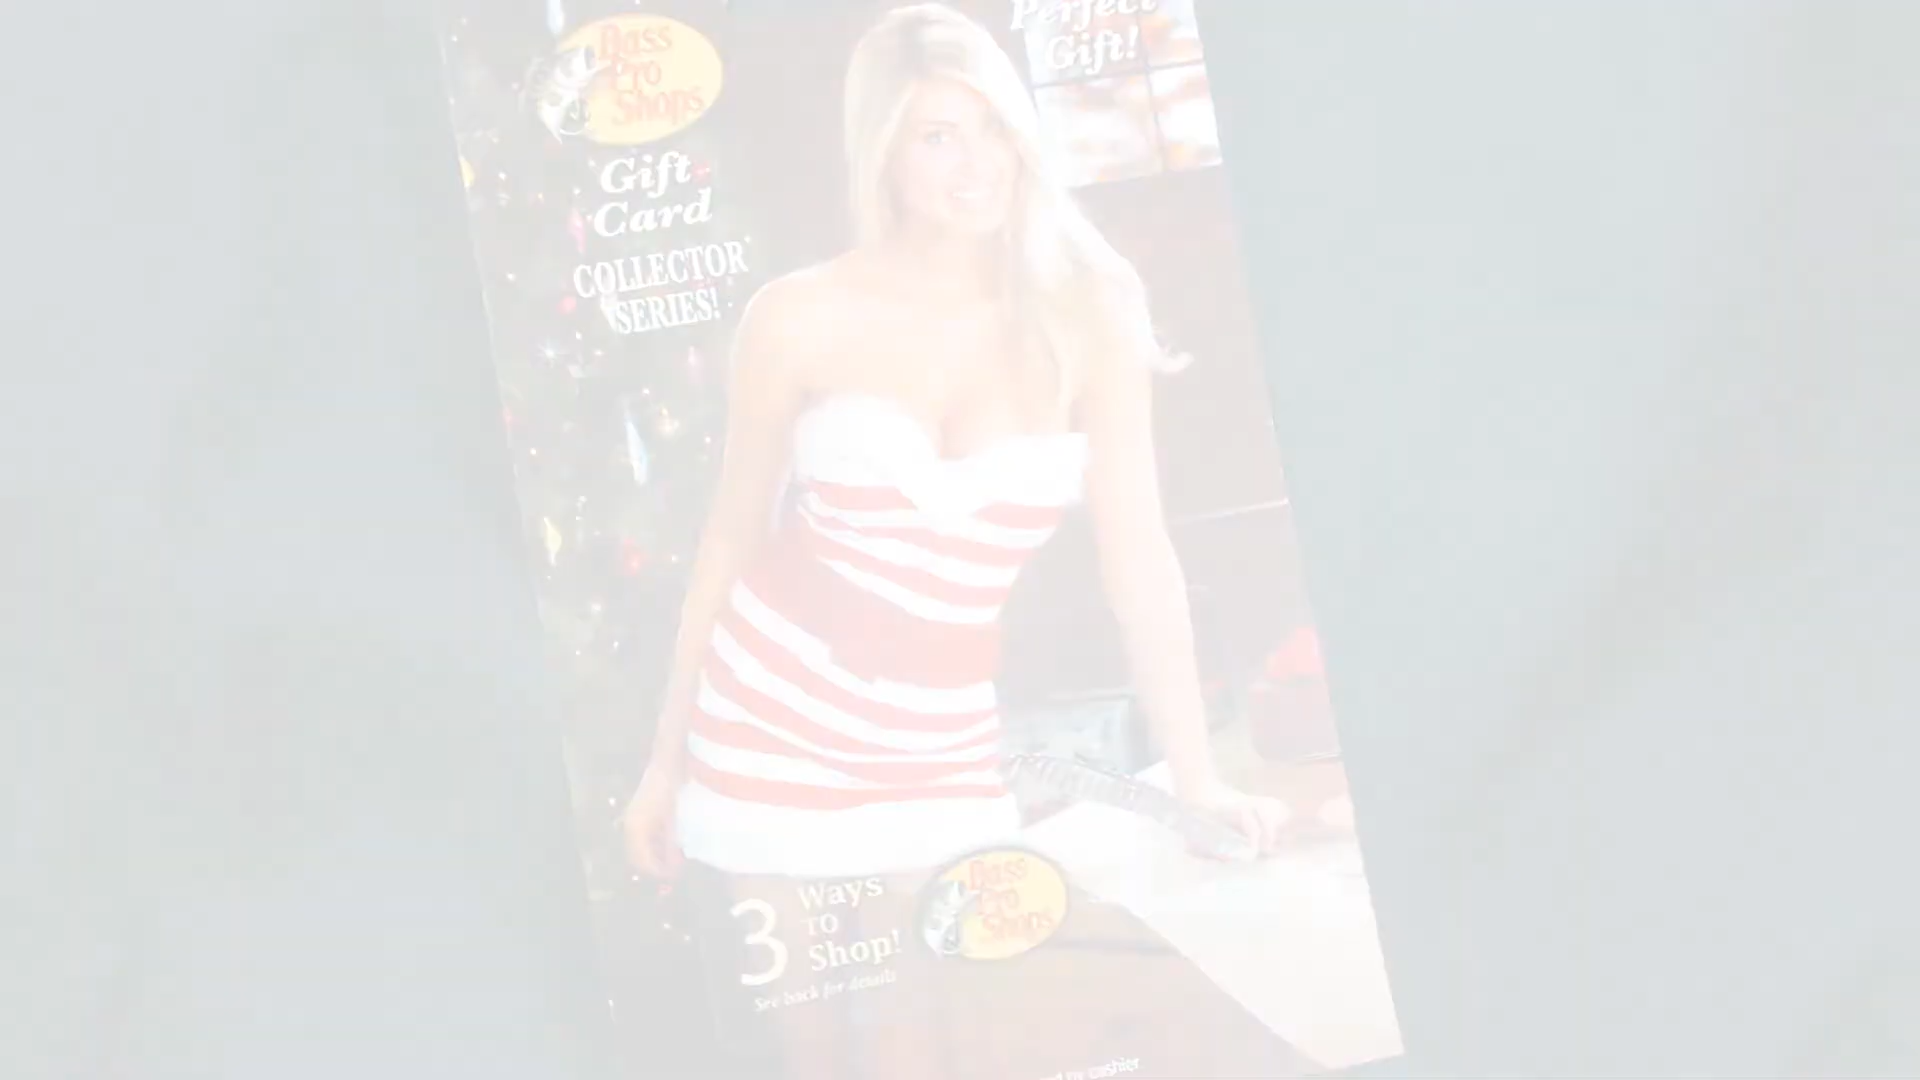 Bass
Pro
Shops
Gift
Card
COLLECTOR
SERIES!
Perfect
Gift!
3 Ways
TO
Shop!
See back for details
Bass
Pro
Shops
by cashier